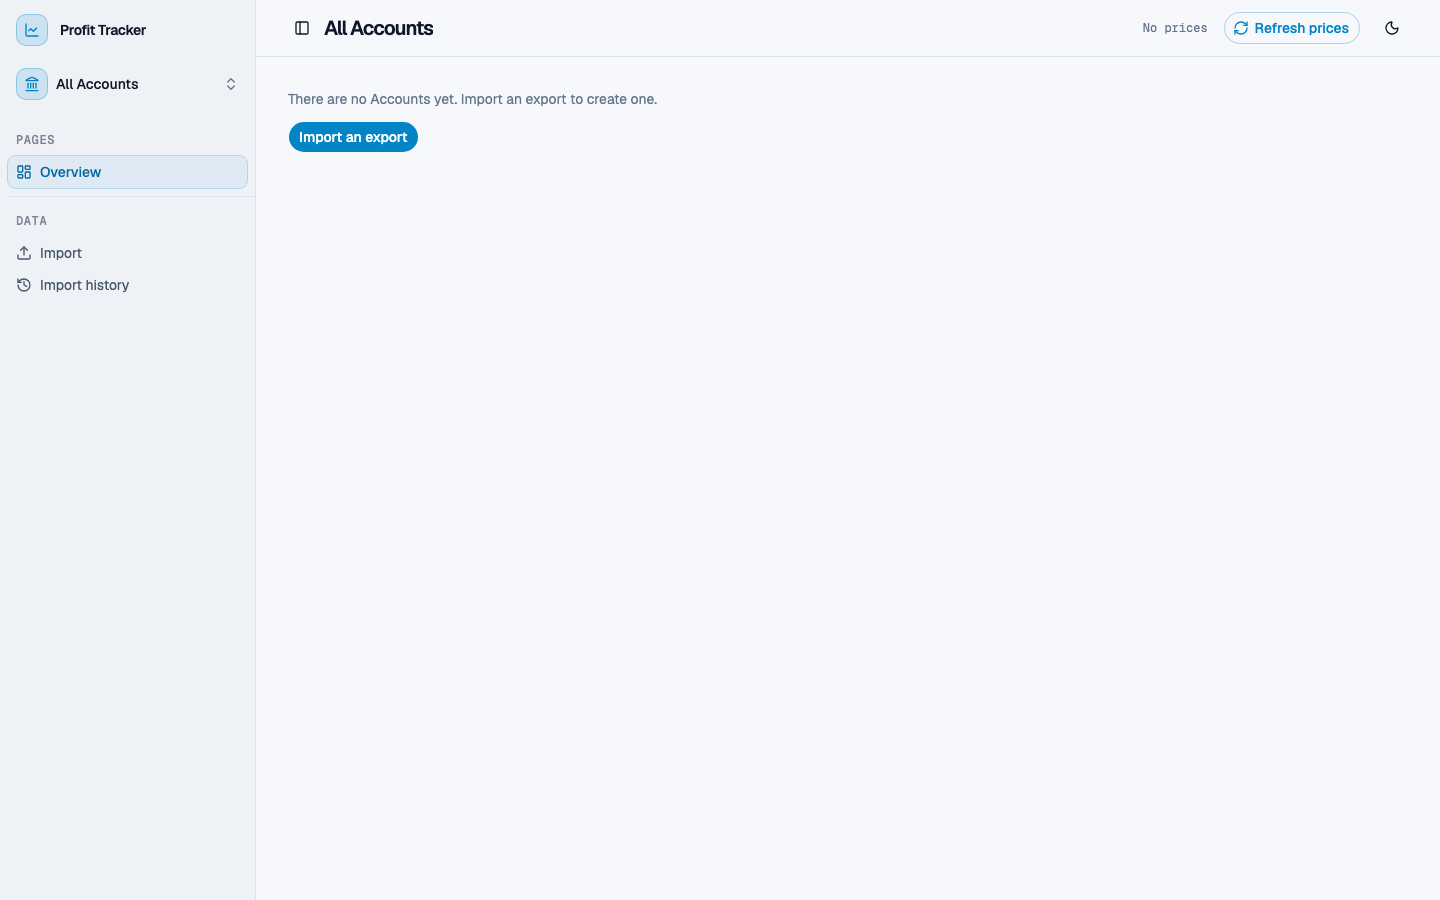 Profit Tracker
All Accounts
PAGES
Overview
DATA
Import
Import history
All Accounts
No prices
Refresh prices
There are no Accounts yet. Import an export to create one.
Import an export